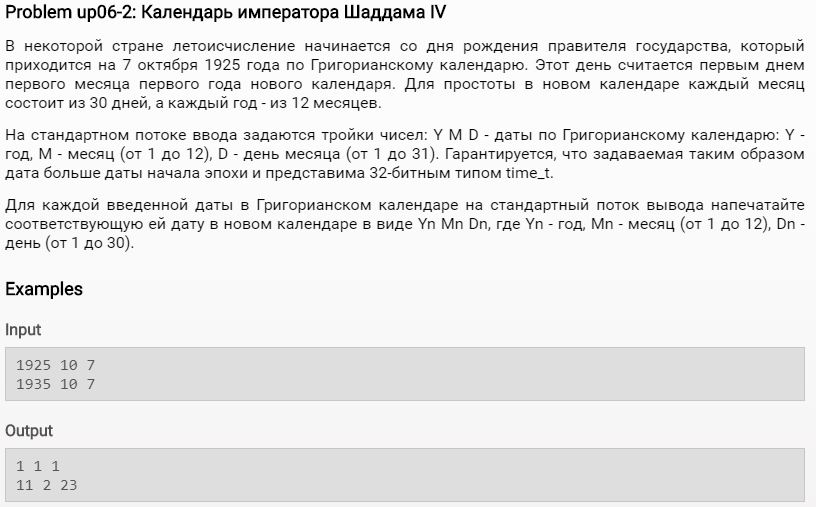 Problem up06-2: Календарь императора Шаддама IV
В некоторой стране летоисчисление начинается со дня рождения правителя государства, который
приходится на 7 октября 1925 года по Григорианскому календарю. Этот день считается первым днем
первого месяца первого года нового календаря. Для простоты в новом календаре каждый месяц
состоит из 30 дней, а каждый год - из 12 месяцев.
На стандартном потоке ввода задаются тройки чисел: Y M D - даты по Григорианскому календарю: Y -
год, M - месяц (от 1 до 12), D - день месяца (от 1 до 31). Гарантируется, что задаваемая таким образом
дата больше даты начала эпохи и представима 32-битным типом time_t.
Для каждой введенной даты в Григорианском календаре на стандартный поток вывода напечатайте
соответствующую ей дату в новом календаре в виде Yn Mn Dn, где Yn - год, Mn - месяц (от 1 до 12), Dn -
день (от 1 до 30).
Examples
Input
1925 10 7
1935 10 7
Output
1 1 1
11 2 23